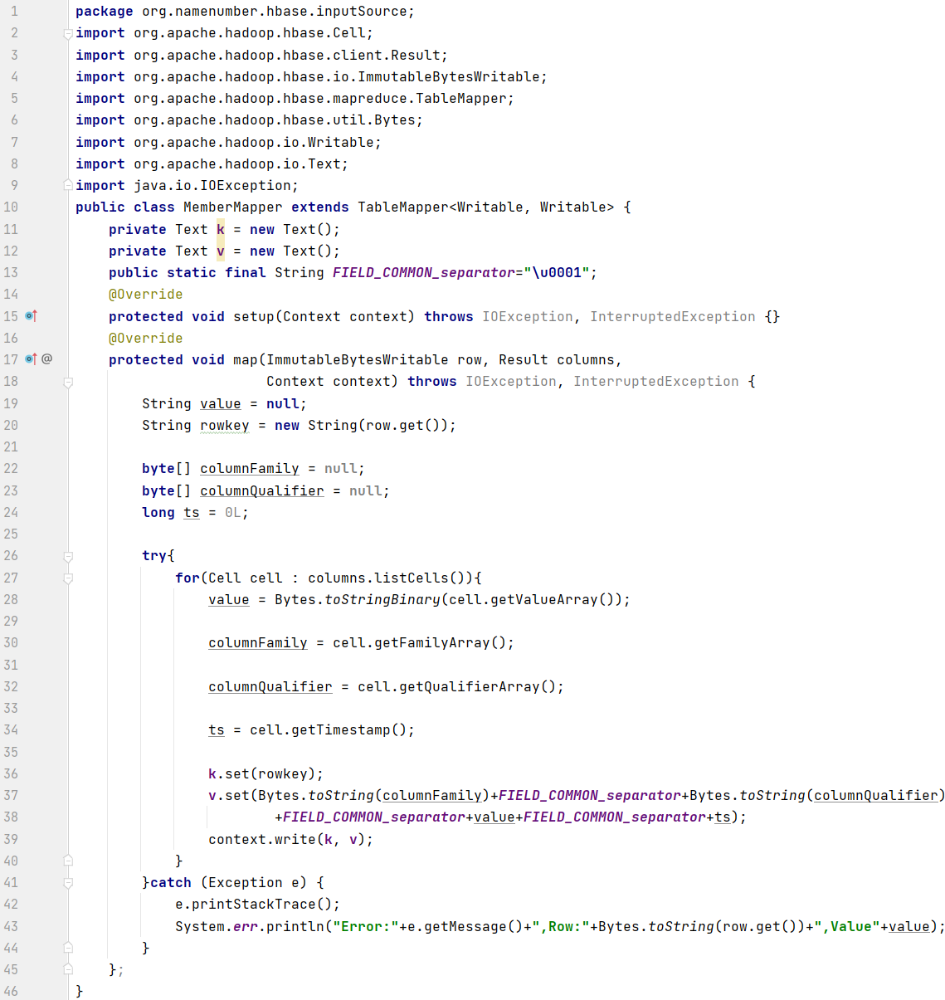 1 package org.namenumber.hbase.inputSource;
2 import org.apache.hadoop.hbase.Cell;
3 import org.apache.hadoop.hbase.client.Result;
4 import org.apache.hadoop.hbase.io.ImmutableBytesWritable;
5 import org.apache.hadoop.hbase.mapreduce.TableMapper;
6 import org.apache.hadoop.hbase.util.Bytes;
7 import org.apache.hadoop.io.Writable;
8 import org.apache.hadoop.io.Text;
9 import java.io.IOException;
10 public class MemberMapper extends TableMapper<Writable, Writable> {
11     private Text k = new Text();
12     private Text v = new Text();
13     public static final String FIELD_COMMON_separator="\u0001";
14     @Override
15     protected void setup(Context context) throws IOException, InterruptedException {}
16     @Override
17 @     protected void map(ImmutableBytesWritable row, Result columns,
18                        Context context) throws IOException, InterruptedException {
19         String value = null;
20         String rowkey = new String(row.get());
21
22         byte[] columnFamily = null;
23         byte[] columnQualifier = null;
24         long ts = 0L;
25
26         try{
27             for(Cell cell : columns.listCells()){
28                 value = Bytes.toStringBinary(cell.getValueArray());
29
30                 columnFamily = cell.getFamilyArray();
31
32                 columnQualifier = cell.getQualifierArray();
33
34                 ts = cell.getTimestamp();
35
36                 k.set(rowkey);
37                 v.set(Bytes.toString(columnFamily)+FIELD_COMMON_separator+Bytes.toString(columnQualifier)
38                         +FIELD_COMMON_separator+value+FIELD_COMMON_separator+ts);
39                 context.write(k, v);
40             }
41         }catch (Exception e) {
42             e.printStackTrace();
43             System.err.println("Error:"+e.getMessage()+",Row:"+Bytes.toString(row.get())+",Value"+value);
44         }
45     };
46 }